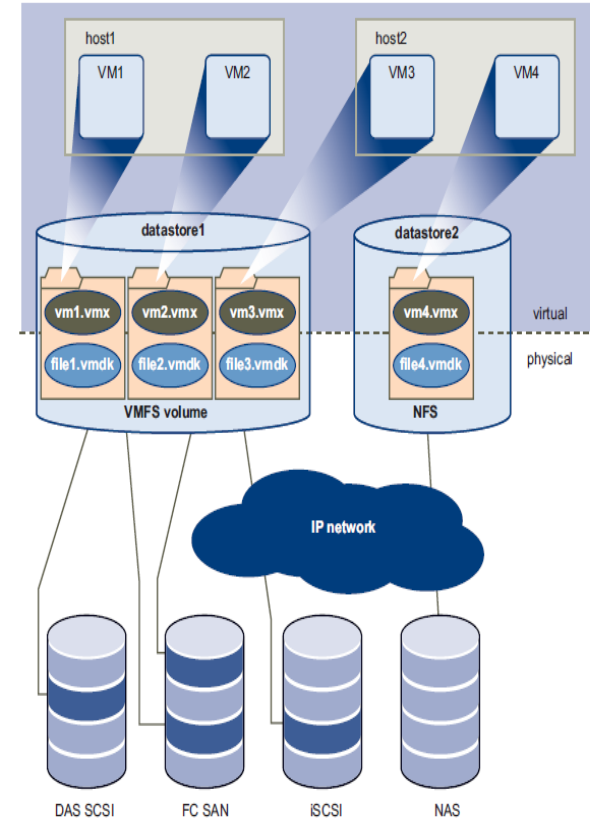 host1
host2
VM1
VM2
VM3
VM4
datastore1
datastore2
vm1.vmx
vm2.vmx
vm3.vmx
vm4.vmx
virtual
physical
file1.vmdk
file2.vmdk
file3.vmdk
file4.vmdk
VMFS volume
NFS
IP network
DAS SCSI
FC SAN
iSCSI
NAS